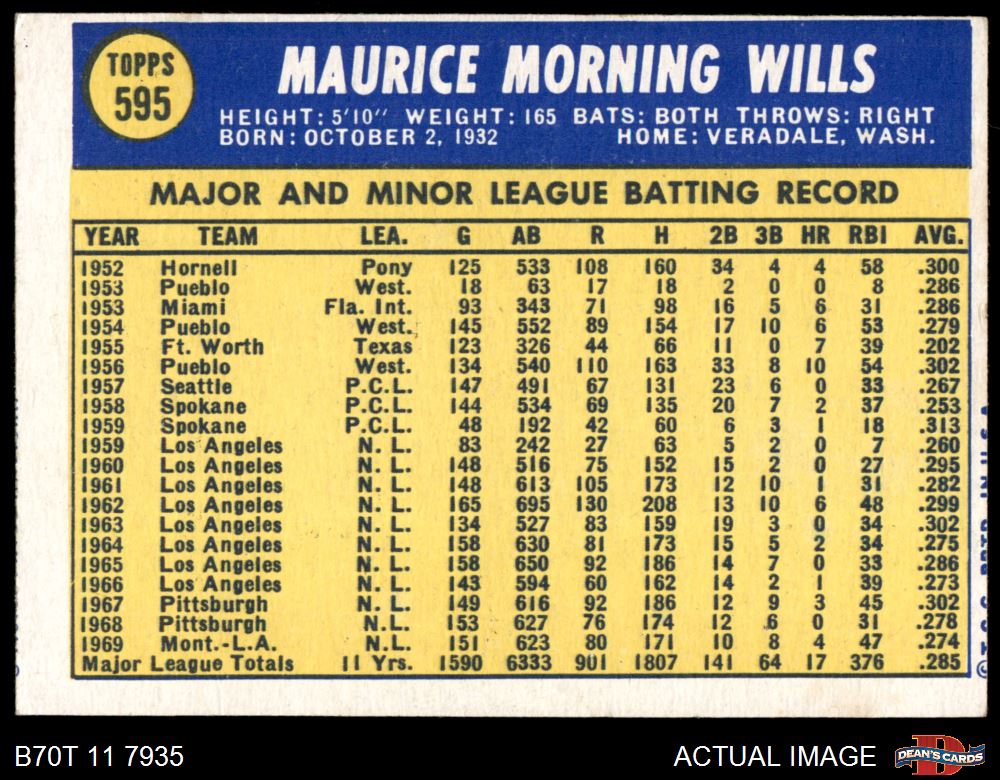 TOPPS
595
MAURICE MORNING WILLS
HEIGHT: 5'10" WEIGHT: 165 BATS: BOTH THROWS: RIGHT
BORN: OCTOBER 2, 1932 HOME: VERADALE, WASH.
MAJOR AND MINOR LEAGUE BATTING RECORD
YEAR TEAM LEA. G AB R H 2B 3B HR RBI AVG.
1952 Hornell Pony 125 533 108 160 34 4 4 58 .300
1953 Pueblo West. 18 63 17 18 2 0 0 8 .286
1953 Miami Fla. Int. 93 343 71 98 16 5 6 31 .286
1954 Pueblo West. 145 552 89 154 17 10 6 53 .279
1955 Ft. Worth Texas 123 326 44 66 11 0 7 39 .202
1956 Pueblo West. 134 540 110 163 33 8 10 54 .302
1957 Seattle P.C.L. 147 491 67 131 23 6 0 33 .267
1958 Spokane P.C.L. 144 534 69 135 20 7 2 37 .253
1959 Spokane P.C.L. 48 192 42 60 6 3 1 18 .313
1959 Los Angeles N. L. 83 242 27 63 5 2 0 7 .260
1960 Los Angeles N. L. 148 516 75 152 15 2 0 27 .295
1961 Los Angeles N. L. 148 613 105 173 12 10 1 31 .282
1962 Los Angeles N. L. 165 695 130 208 13 10 6 48 .299
1963 Los Angeles N. L. 134 527 83 159 19 3 0 34 .302
1964 Los Angeles N. L. 158 630 81 173 15 5 2 34 .275
1965 Los Angeles N. L. 158 650 92 186 14 7 0 33 .286
1966 Los Angeles N. L. 143 594 60 162 14 2 1 39 .273
1967 Pittsburgh N. L. 149 616 92 186 12 9 3 45 .302
1968 Pittsburgh N.L. 153 627 76 174 12 6 0 31 .278
1969 Mont.-L.A. N.L. 151 623 80 171 10 8 4 47 .274
Major League Totals 11 Yrs. 1590 6333 901 1807 141 64 17 376 .285
B70T 11 7935
ACTUAL IMAGE
DEAN'S CARDS